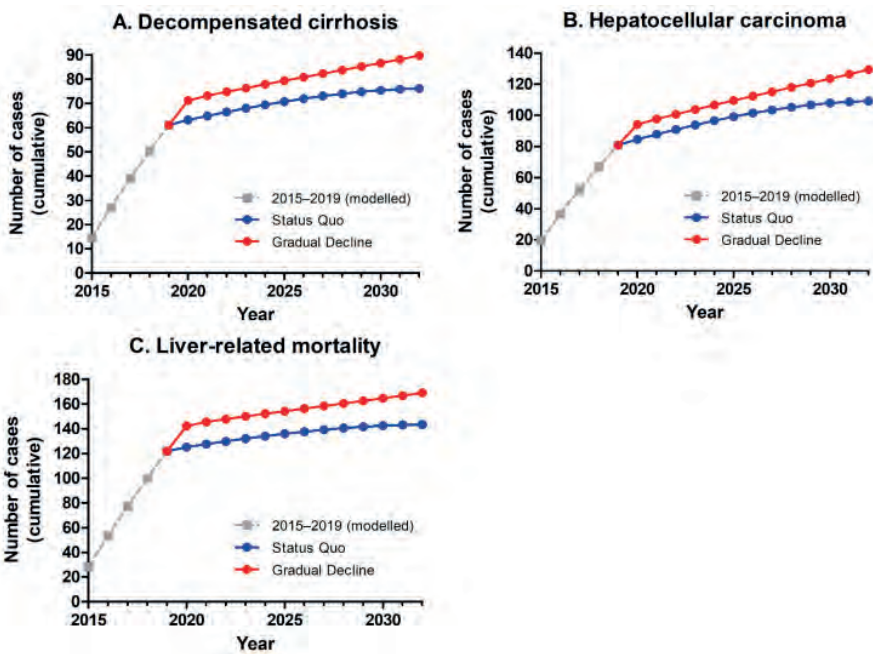 A. Decompensated cirrhosis
Number of cases
(cumulative)
90
80
70
60
50
40
30
20
10
0
2015–2019 (modelled)
Status Quo
Gradual Decline
2015 2020 2025 2030
Year
B. Hepatocellular carcinoma
Number of cases
(cumulative)
140
120
100
80
60
40
20
0
2015–2019 (modelled)
Status Quo
Gradual Decline
2015 2020 2025 2030
Year
C. Liver-related mortality
Number of cases
(cumulative)
180
160
140
120
100
80
60
40
20
0
2015–2019 (modelled)
Status Quo
Gradual Decline
2015 2020 2025 2030
Year